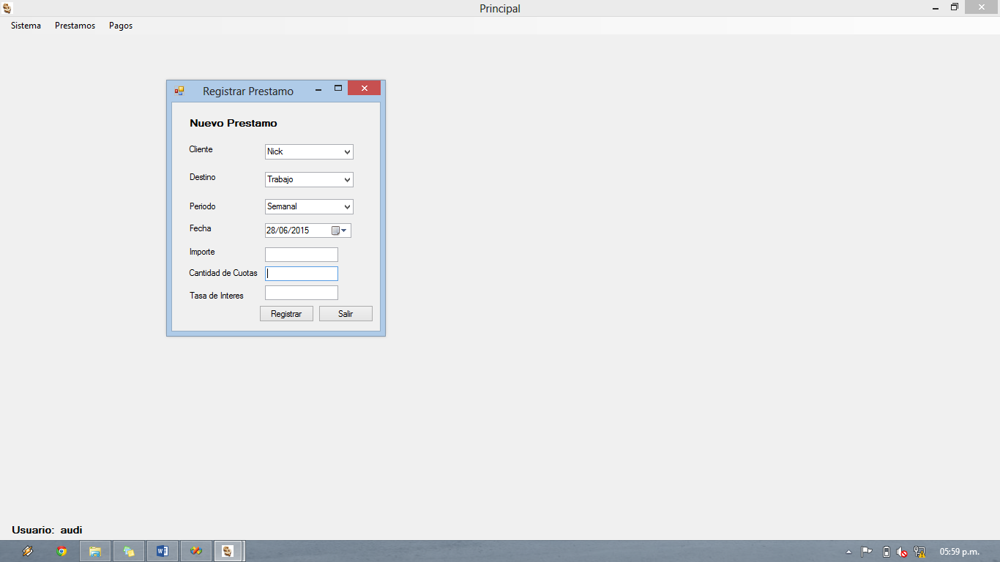 Principal
Sistema Prestamos Pagos
Registrar Prestamo
Nuevo Prestamo
Cliente Nick
Destino Trabajo
Periodo Semanal
Fecha 28/06/2015
Importe
Cantidad de Cuotas
Tasa de Interes
Registrar Salir
Usuario: audi
05:59 p.m.